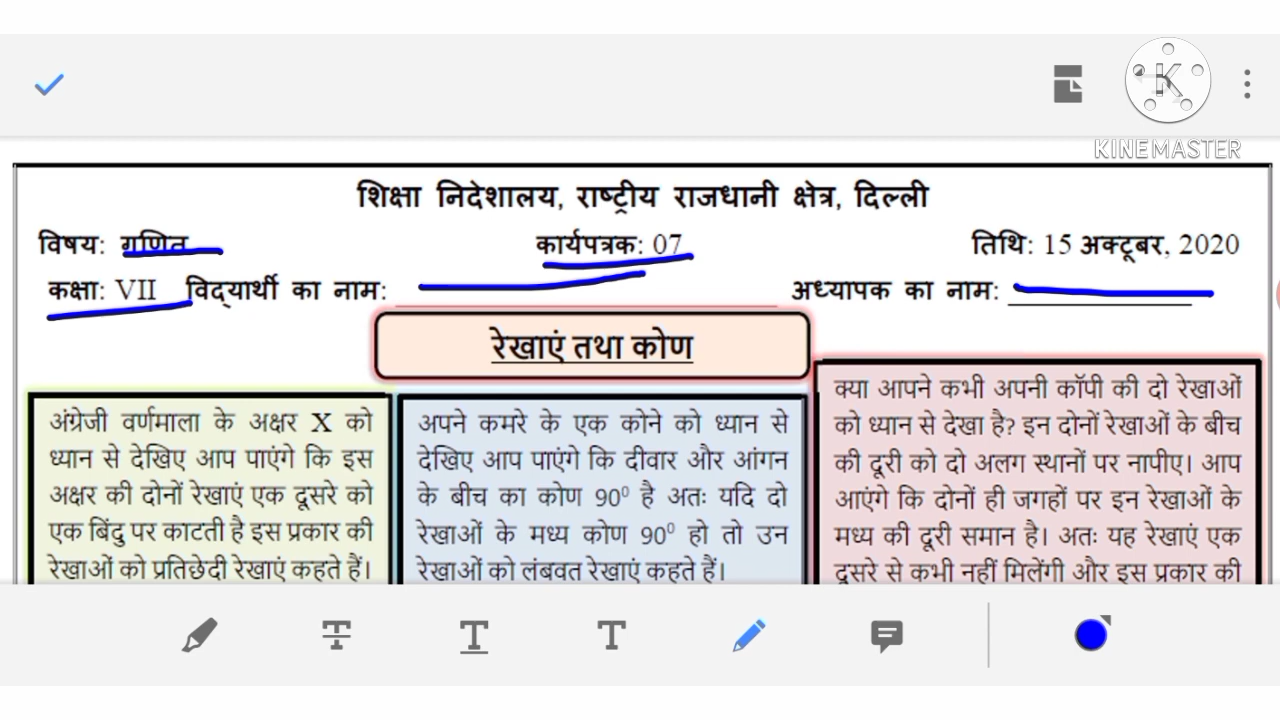 KINEMASTER
शिक्षा निदेशालय, राष्ट्रीय राजधानी क्षेत्र, दिल्ली
विषय: गणित कार्यपत्रक: 07 तिथि: 15 अक्टूबर, 2020
कक्षा: VII विद्यार्थी का नाम: अध्यापक का नाम:
रेखाएं तथा कोण
अंग्रेजी वर्णमाला के अक्षर X को
ध्यान से देखिए आप पाएंगे कि इस
अक्षर की दोनों रेखाएं एक दूसरे को
एक बिंदु पर काटती है इस प्रकार की
रेखाओं को प्रतिछेदी रेखाएं कहते हैं।
अपने कमरे के एक कोने को ध्यान से
देखिए आप पाएंगे कि दीवार और आंगन
के बीच का कोण 90⁰ है अतः यदि दो
रेखाओं के मध्य कोण 90⁰ हो तो उन
रेखाओं को लंबवत रेखाएं कहते हैं।
क्या आपने कभी अपनी कॉपी की दो रेखाओं
को ध्यान से देखा है? इन दोनों रेखाओं के बीच
की दूरी को दो अलग स्थानों पर नापीए। आप
आएंगे कि दोनों ही जगहों पर इन रेखाओं के
मध्य की दूरी समान है। अतः यह रेखाएं एक
दूसरे से कभी नहीं मिलेंगी और इस प्रकार की